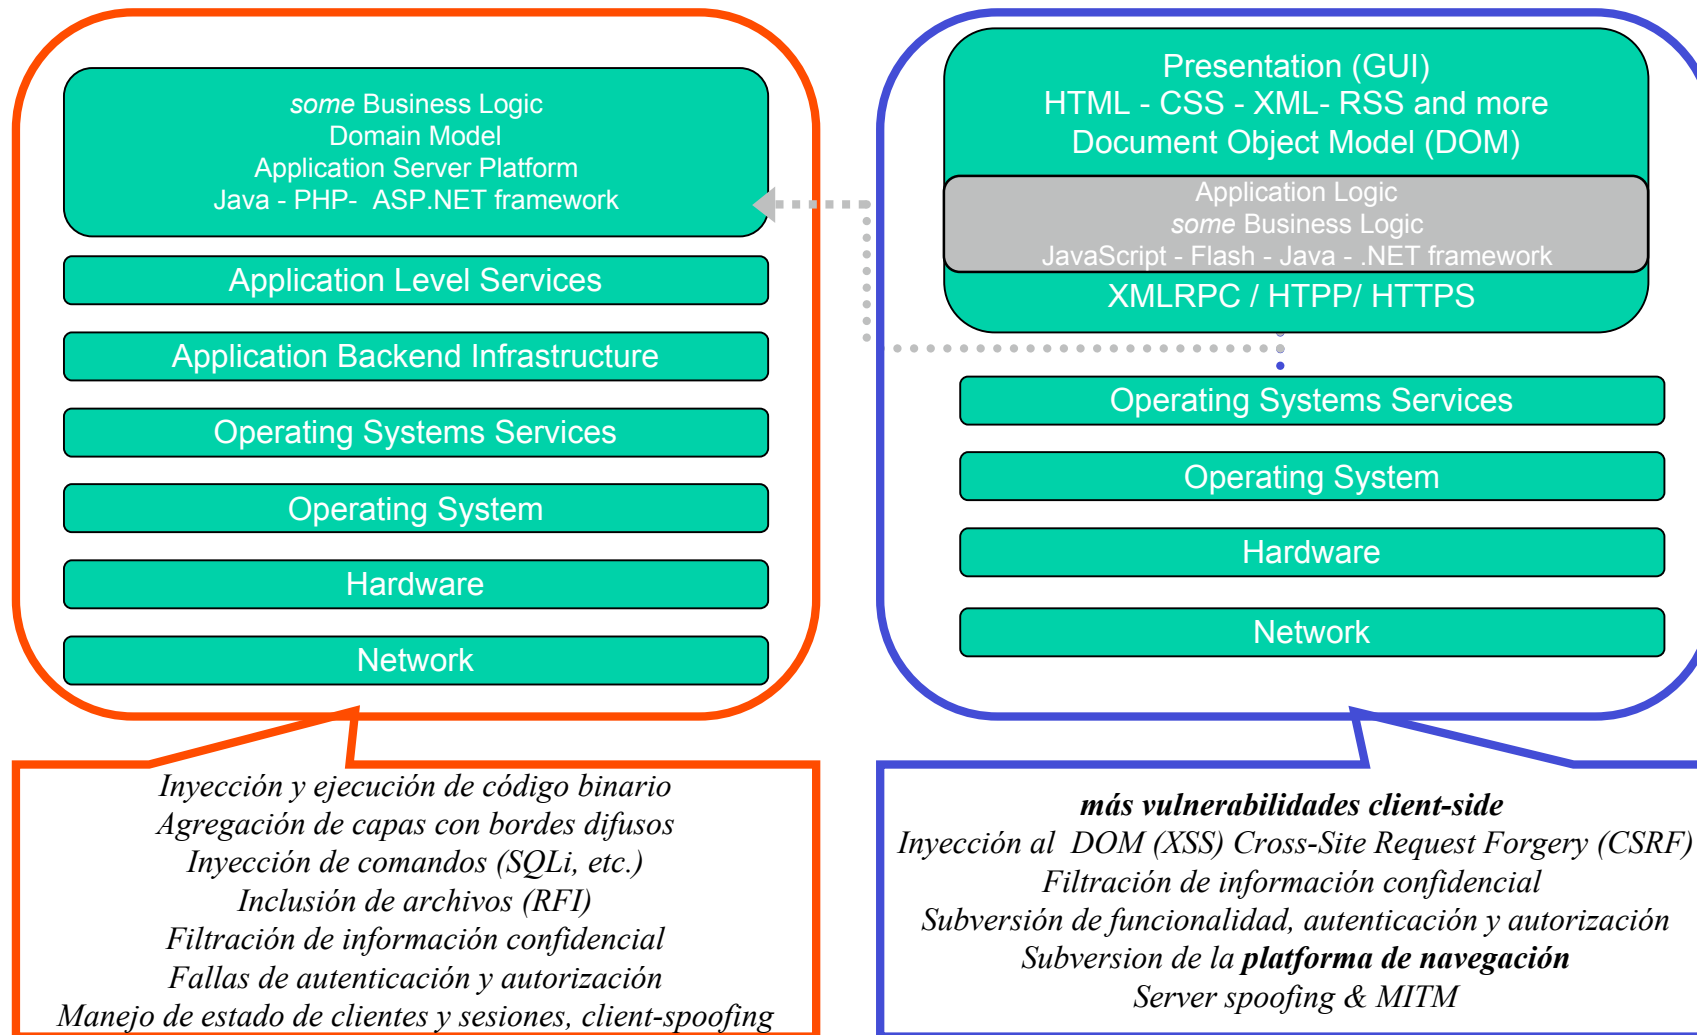 some Business Logic
Domain Model
Application Server Platform
Java - PHP- ASP.NET framework
Application Level Services
Application Backend Infrastructure
Operating Systems Services
Operating System
Hardware
Network
Inyección y ejecución de código binario
Agregación de capas con bordes difusos
Inyección de comandos (SQLi, etc.)
Inclusión de archivos (RFI)
Filtración de información confidencial
Fallas de autenticación y autorización
Manejo de estado de clientes y sesiones, client-spoofing
Presentation (GUI)
HTML - CSS - XML- RSS and more
Document Object Model (DOM)
Application Logic
some Business Logic
JavaScript - Flash - Java - .NET framework
XMLRPC / HTPP/ HTTPS
Operating Systems Services
Operating System
Hardware
Network
más vulnerabilidades client-side
Inyección al DOM (XSS) Cross-Site Request Forgery (CSRF)
Filtración de información confidencial
Subversión de funcionalidad, autenticación y autorización
Subversion de la platforma de navegación
Server spoofing & MITM